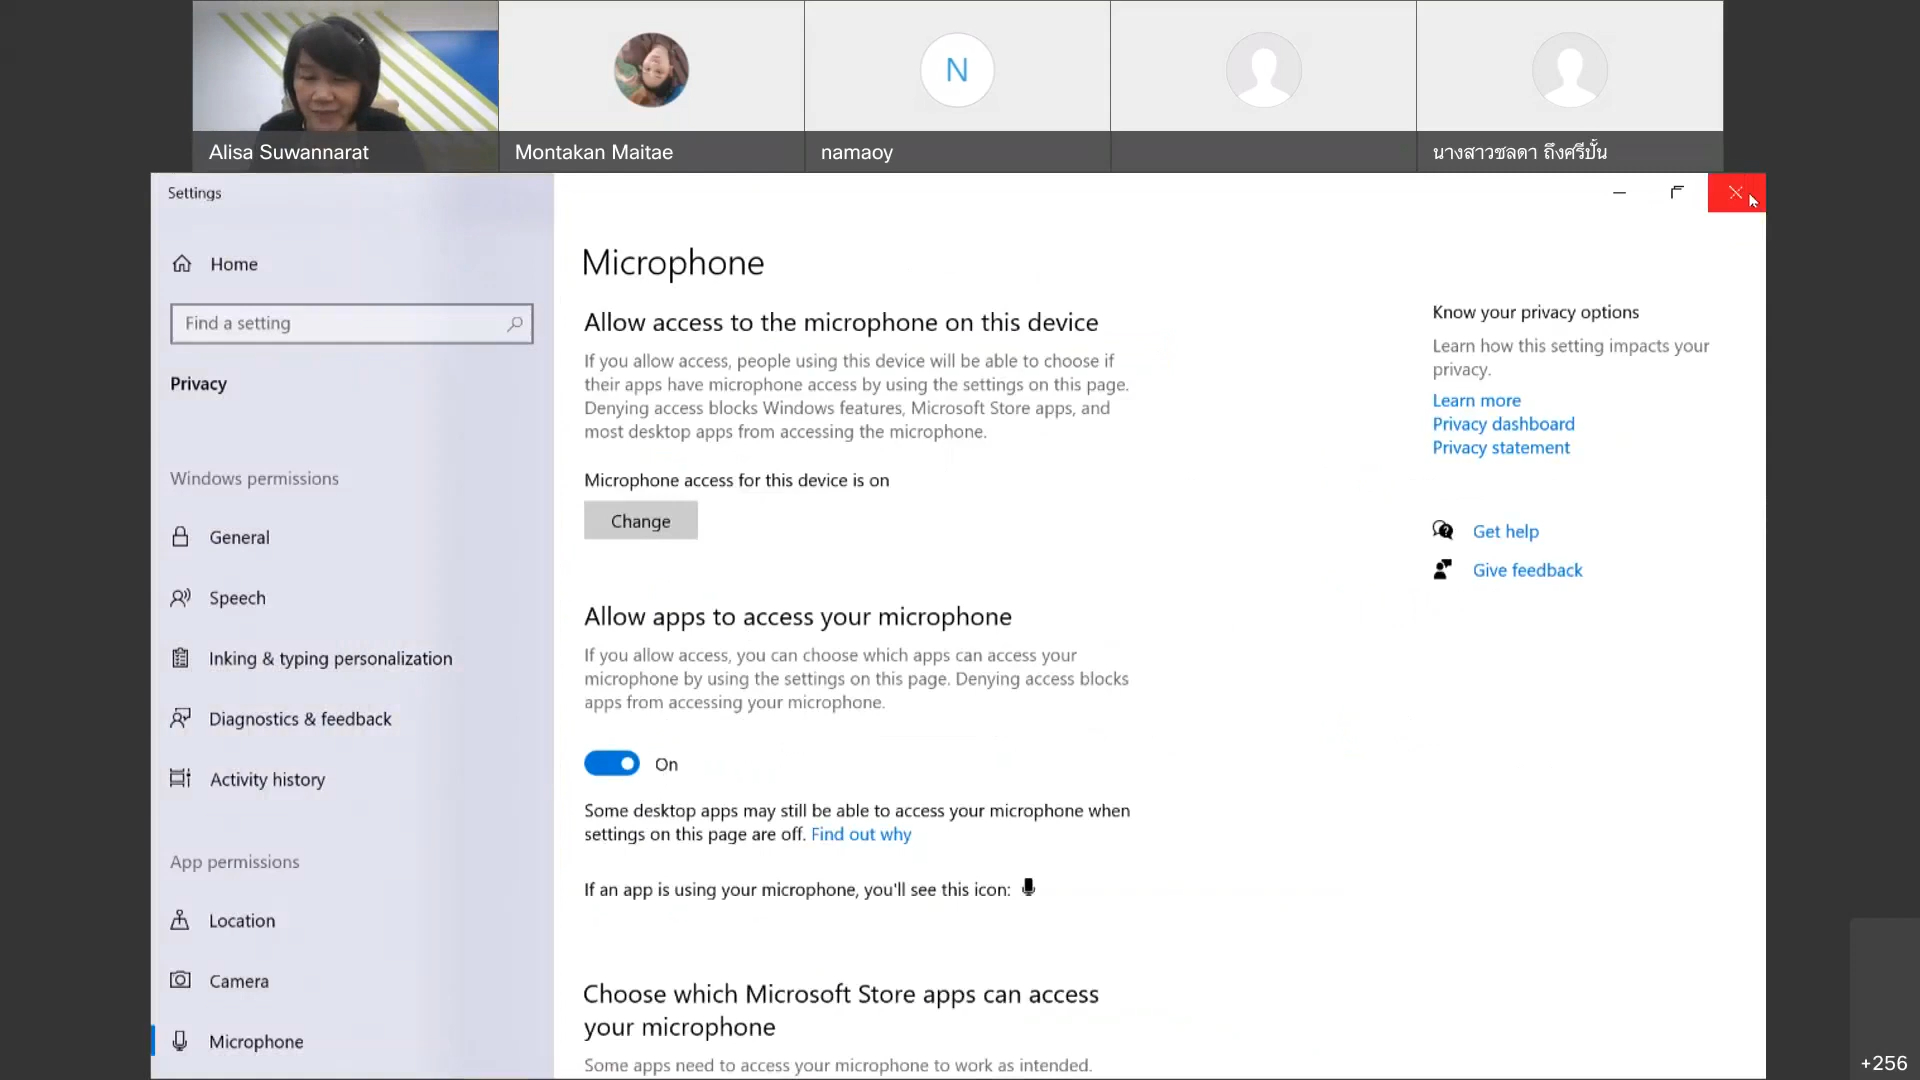 Alisa Suwannarat
Montakan Maitae
N
namaoy
นางสาวชลดา ถึงศรีปั้น
Settings
Home
Find a setting
Privacy
Windows permissions
General
Speech
Inking & typing personalization
Diagnostics & feedback
Activity history
App permissions
Location
Camera
Microphone
Microphone
Allow access to the microphone on this device
If you allow access, people using this device will be able to choose if
their apps have microphone access by using the settings on this page.
Denying access blocks Windows features, Microsoft Store apps, and
most desktop apps from accessing the microphone.
Microphone access for this device is on
Change
Allow apps to access your microphone
If you allow access, you can choose which apps can access your
microphone by using the settings on this page. Denying access blocks
apps from accessing your microphone.
On
Some desktop apps may still be able to access your microphone when
settings on this page are off. Find out why
If an app is using your microphone, you'll see this icon:
Choose which Microsoft Store apps can access
your microphone
Some apps need to access your microphone to work as intended.
Know your privacy options
Learn how this setting impacts your
privacy.
Learn more
Privacy dashboard
Privacy statement
Get help
Give feedback
+256